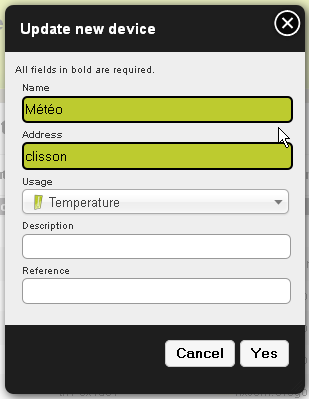 Update new device
All fields in bold are required.
Name
Météo
Address
clisson
Usage
Temperature
Description
Reference
Cancel Yes